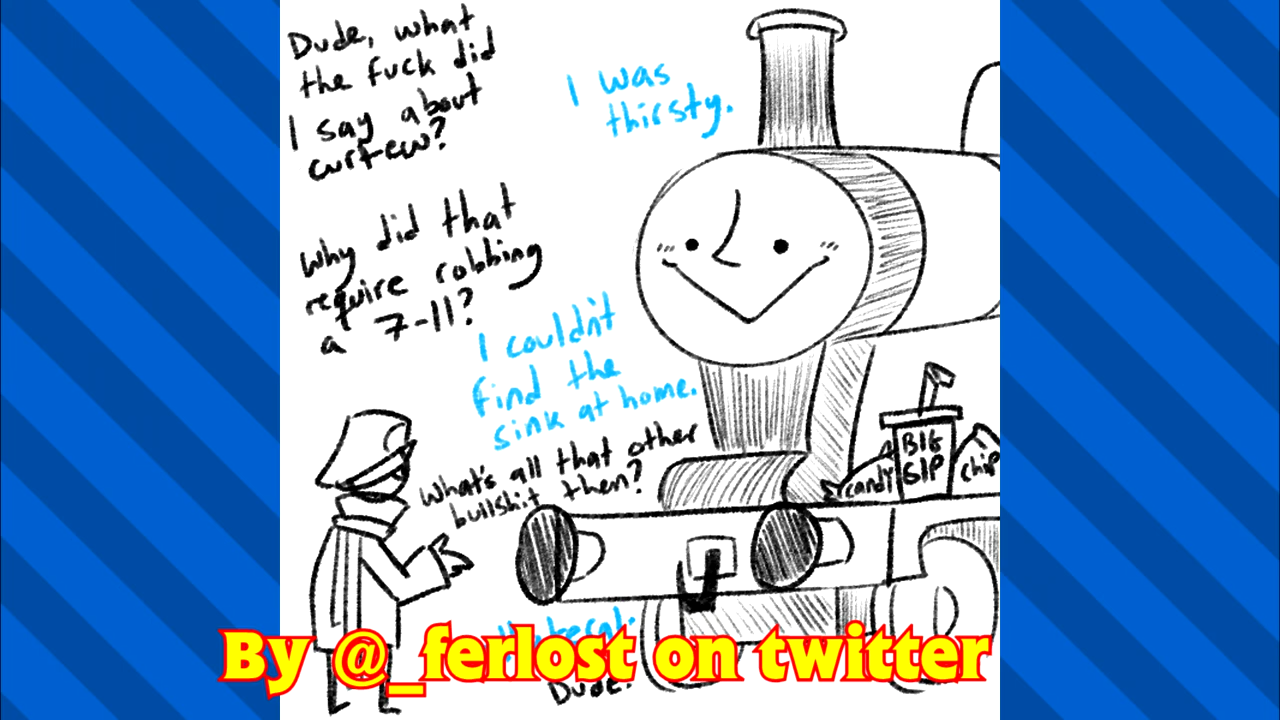 Dude, what
the fuck did
I say about
curfew?
I was
thirsty.
Why did that
require robbing
a 7-11?
I couldn't
find the
sink at home.
What's all that other
bullshit then?
candy
BIG
GIP
chip
By @_ferlost on twitter
Dude.